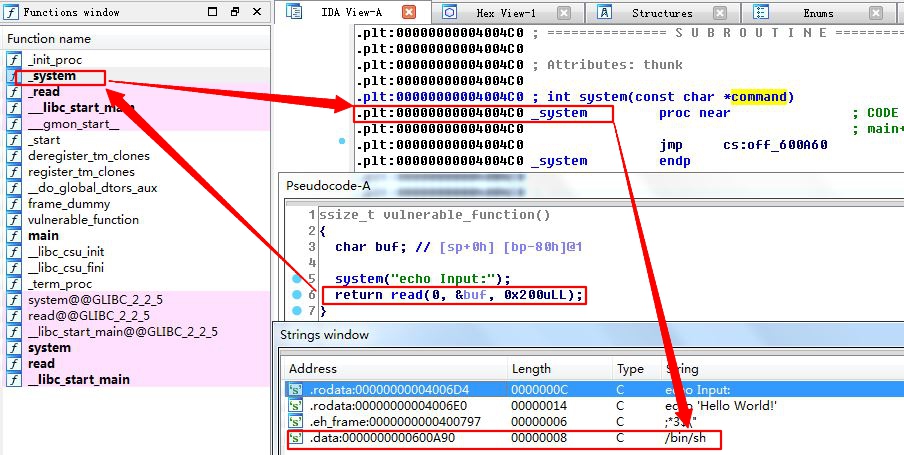 Functions window
Function name
_init_proc
_system
_read
__libc_start_main
__gmon_start__
_start
deregister_tm_clones
register_tm_clones
__do_global_dtors_aux
frame_dummy
vulnerable_function
main
__libc_csu_init
__libc_csu_fini
_term_proc
system@@GLIBC_2_2_5
read@@GLIBC_2_2_5
__libc_start_main@@GLIBC_2_2_5
system
read
__libc_start_main
IDA View-A Hex View-1 Structures Enums
.plt:00000000004004C0 ; =============== S U B R O U T I N E =============
.plt:00000000004004C0
.plt:00000000004004C0 ; Attributes: thunk
.plt:00000000004004C0
.plt:00000000004004C0 ; int system(const char *command)
.plt:00000000004004C0 _system proc near ; CODE
.plt:00000000004004C0 ; main+
.plt:00000000004004C0 jmp cs:off_600A60
.plt:00000000004004C0 _system endp
Pseudocode-A
1 ssize_t vulnerable_function()
2 {
3 char buf; // [sp+0h] [bp-80h]@1
4
5 system("echo Input:");
6 return read(0, &buf, 0x200uLL);
7 }
Strings window
Address Length Type String
.rodata:00000000004006D4 0000000C C echo Input:
.rodata:00000000004006E0 00000014 C echo 'Hello World!'
.eh_frame:0000000000400797 00000006 C ;*3$\"
.data:0000000000600A90 00000008 C /bin/sh